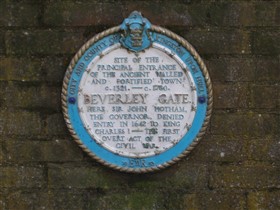 SITE OF THE
PRINCIPAL ENTRANCE
OF THE ANCIENT WALLED
AND FORTIFIED TOWN,
c. 1321. — c. 1780.
BEVERLEY GATE.
HERE SIR JOHN HOTHAM,
THE GOVERNOR, DENIED
ENTRY IN 1642 TO KING
CHARLES I — THE FIRST
OVERT ACT OF THE
CIVIL WAR.